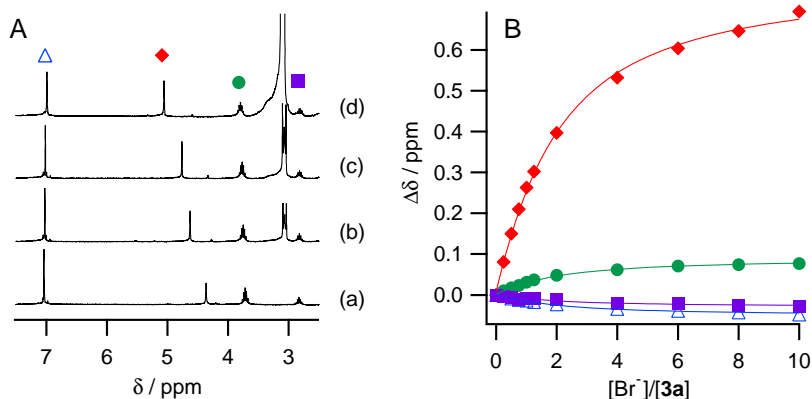 A
(d)
(c)
(b)
(a)
7 6 5 4 3
δ / ppm
B
Δδ / ppm
0.6
0.5
0.4
0.3
0.2
0.1
0.0
0 2 4 6 8 10
[Br⁻]/[3a]